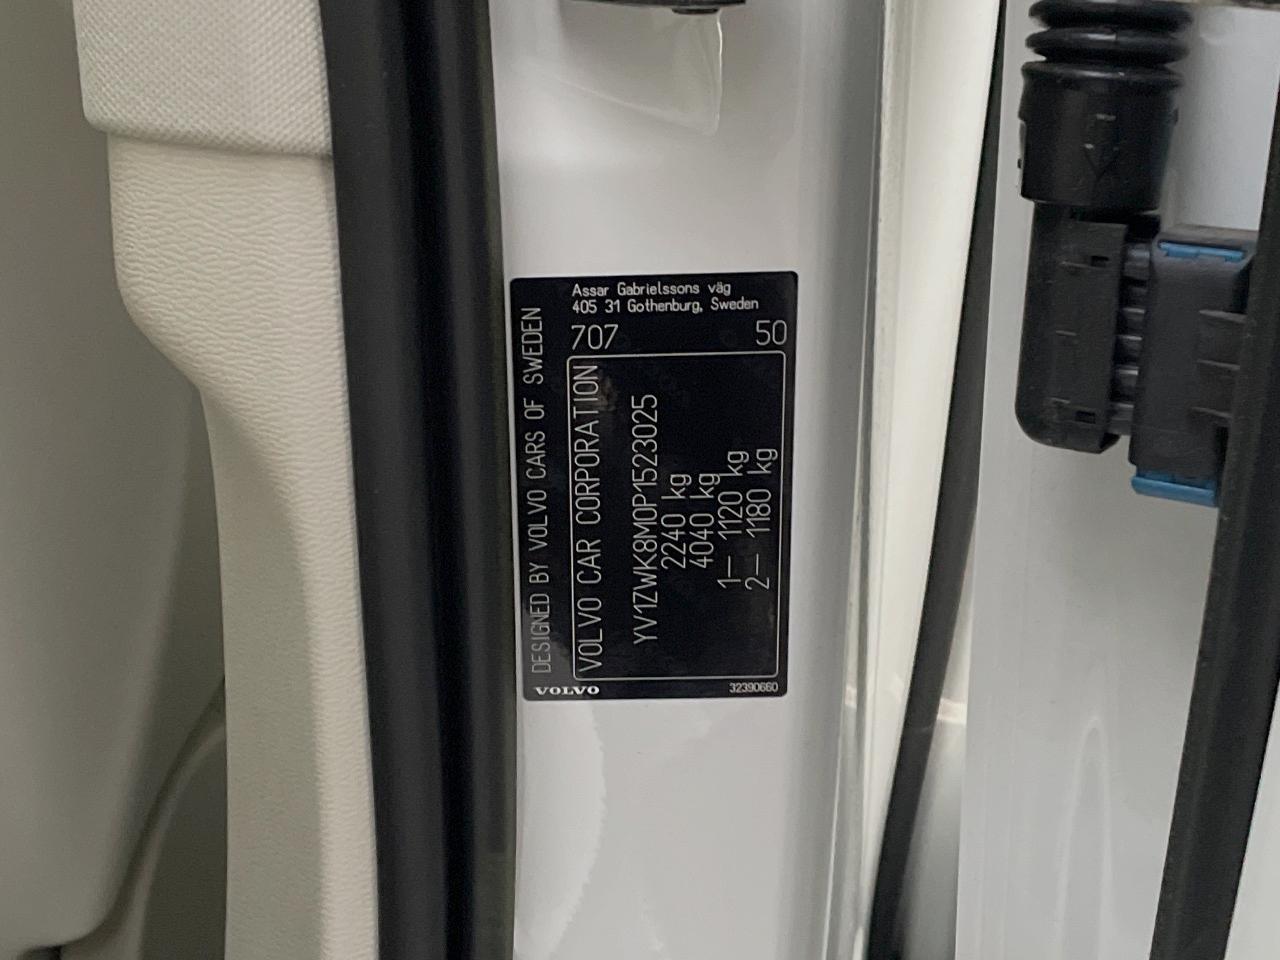 Assar Gabrielssons väg
405 31 Gothenburg, Sweden
707 50
DESIGNED BY VOLVO CARS OF SWEDEN
VOLVO CAR CORPORATION
YV1ZWK8M0P1523025
2240 kg
4040 kg
1— 1120 kg
2— 1180 kg
VOLVO 32390660